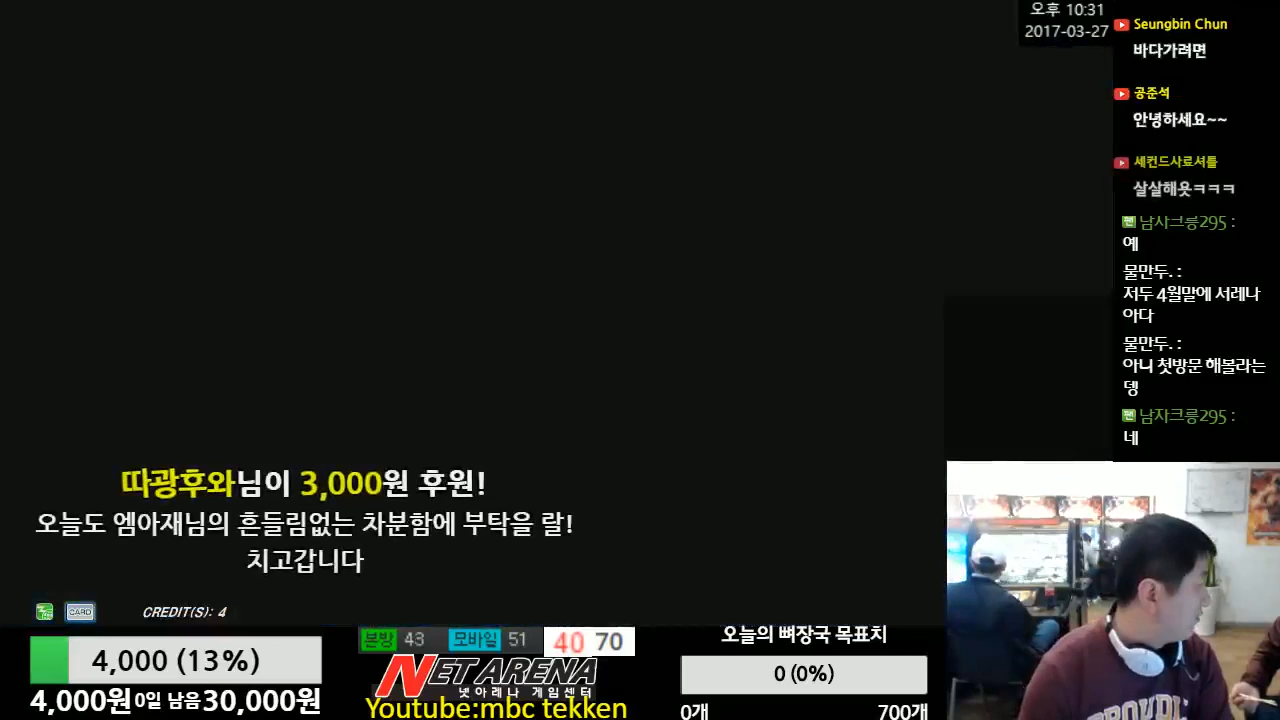 오후 10:31
2017-03-27
Seungbin Chun
바다가려면
공준석
안녕하세요~~
세컨드사로셔틀
살살해욧ㅋㅋㅋ
팬 남자크릉295 :
예
물만두. :
저두 4월말에 서레나
아다
물만두. :
아니 첫방문 해볼라는
뎅
팬 남자크릉295 :
네
따광후와님이 3,000원 후원!
오늘도 엠아재님의 흔들림없는 차분함에 부탁을 랄!
치고갑니다
CARD
CREDIT(S): 4
4,000 (13%)
4,000원 0일 남음 30,000원
본방 43 모바일 51 40 70
NET ARENA
넷아레나 게임센터
Youtube:mbc tekken
오늘의 뼈장국 목표치
0 (0%)
0개 700개